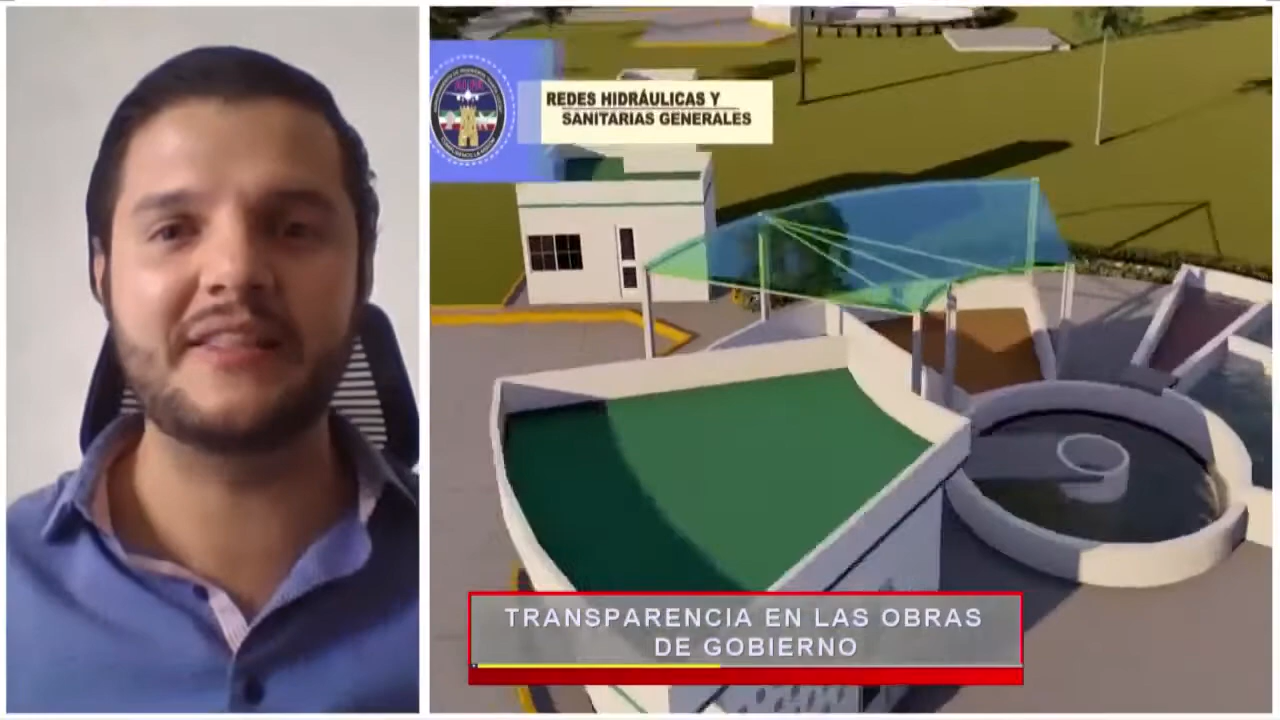 REDES HIDRÁULICAS Y
SANITARIAS GENERALES
TRANSPARENCIA EN LAS OBRAS
DE GOBIERNO